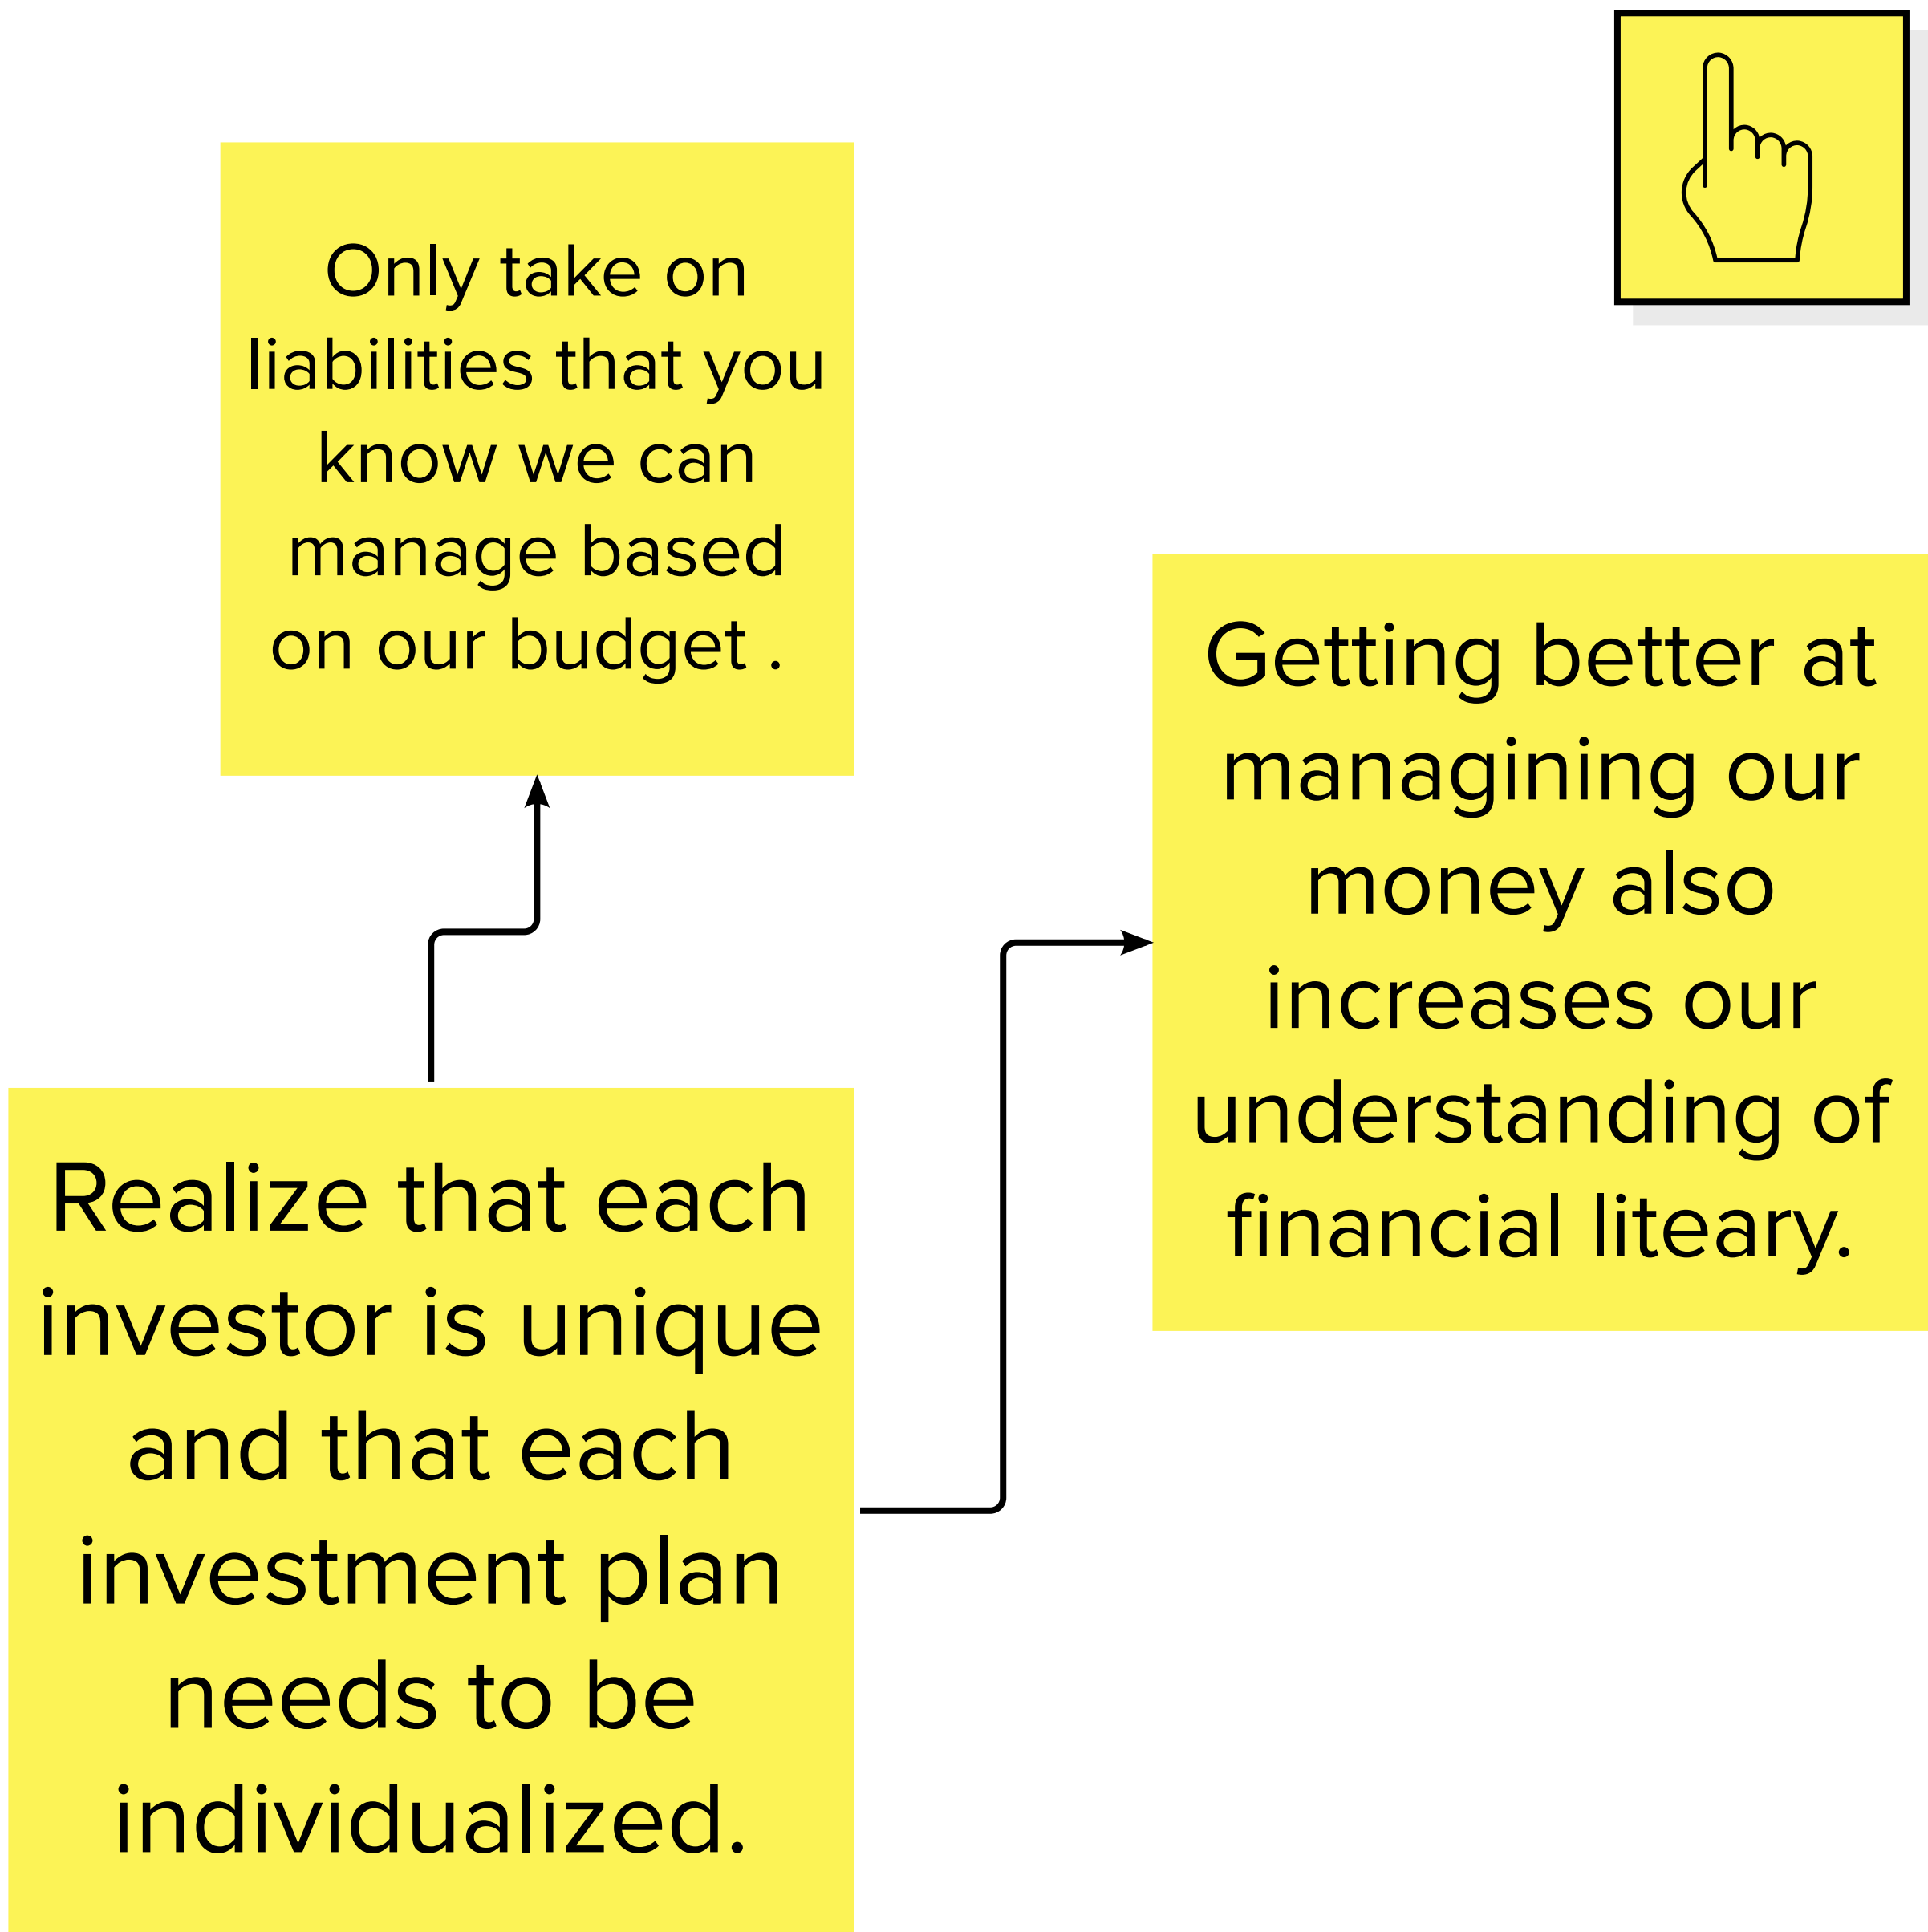 Only take on
liabilities that you
know we can
manage based
on our budget .
Getting better at
managining our
money also
increases our
understanding of
financialliteary.
Realize that each
investor is unique
and that each
investment plan
needs to be
individualized.